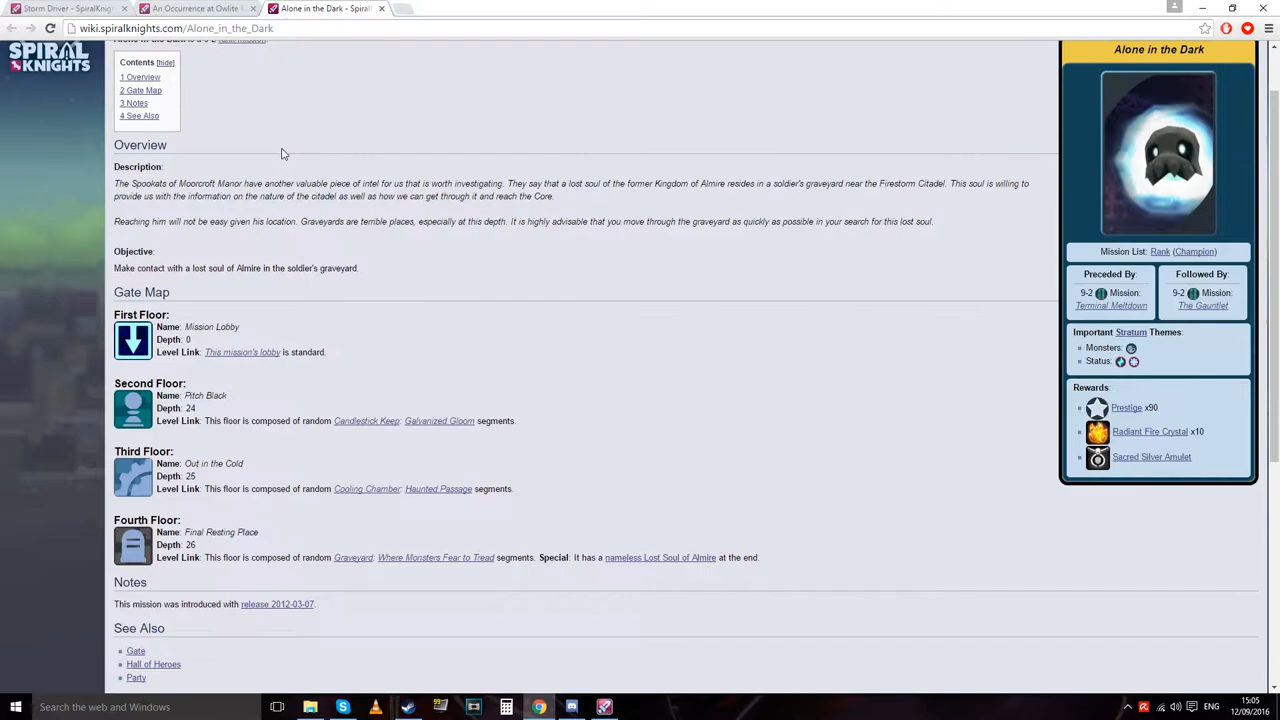 Storm Driver - SpiralKnight
An Occurrence at Owlite K
Alone in the Dark - Spiral
wiki.spiralknights.com/Alone_in_the_Dark
SPIRAL
KNIGHTS
Alone in the Dark is a 9-2 rank mission.
Contents [hide]
1 Overview
2 Gate Map
3 Notes
4 See Also
Overview
Description:
The Spookats of Moorcroft Manor have another valuable piece of intel for us that is worth investigating. They say that a lost soul of the former Kingdom of Almire resides in a soldier's graveyard near the Firestorm Citadel. This soul is willing to
provide us with the information on the nature of the citadel as well as how we can get through it and reach the Core.
Reaching him will not be easy given his location. Graveyards are terrible places, especially at this depth. It is highly advisable that you move through the graveyard as quickly as possible in your search for this lost soul.
Objective:
Make contact with a lost soul of Almire in the soldier's graveyard.
Gate Map
First Floor:
Name: Mission Lobby
Depth: 0
Level Link: This mission's lobby is standard.
Second Floor:
Name: Pitch Black
Depth: 24
Level Link: This floor is composed of random Candlestick Keep: Galvanized Gloom segments.
Third Floor:
Name: Out in the Cold
Depth: 25
Level Link: This floor is composed of random Cooling Chamber: Haunted Passage segments.
Fourth Floor:
Name: Final Resting Place
Depth: 26
Level Link: This floor is composed of random Graveyard: Where Monsters Fear to Tread segments. Special: It has a nameless Lost Soul of Almire at the end.
Notes
This mission was introduced with release 2012-03-07.
See Also
Gate
Hall of Heroes
Party
Alone in the Dark
Mission List: Rank (Champion)
Preceded By:
9-2 Mission:
Terminal Meltdown
Followed By:
9-2 Mission:
The Gauntlet
Important Stratum Themes:
Monsters:
Status:
Rewards:
Prestige x90
Radiant Fire Crystal x10
Sacred Silver Amulet
Search the web and Windows
ENG
15:05
12/09/2016